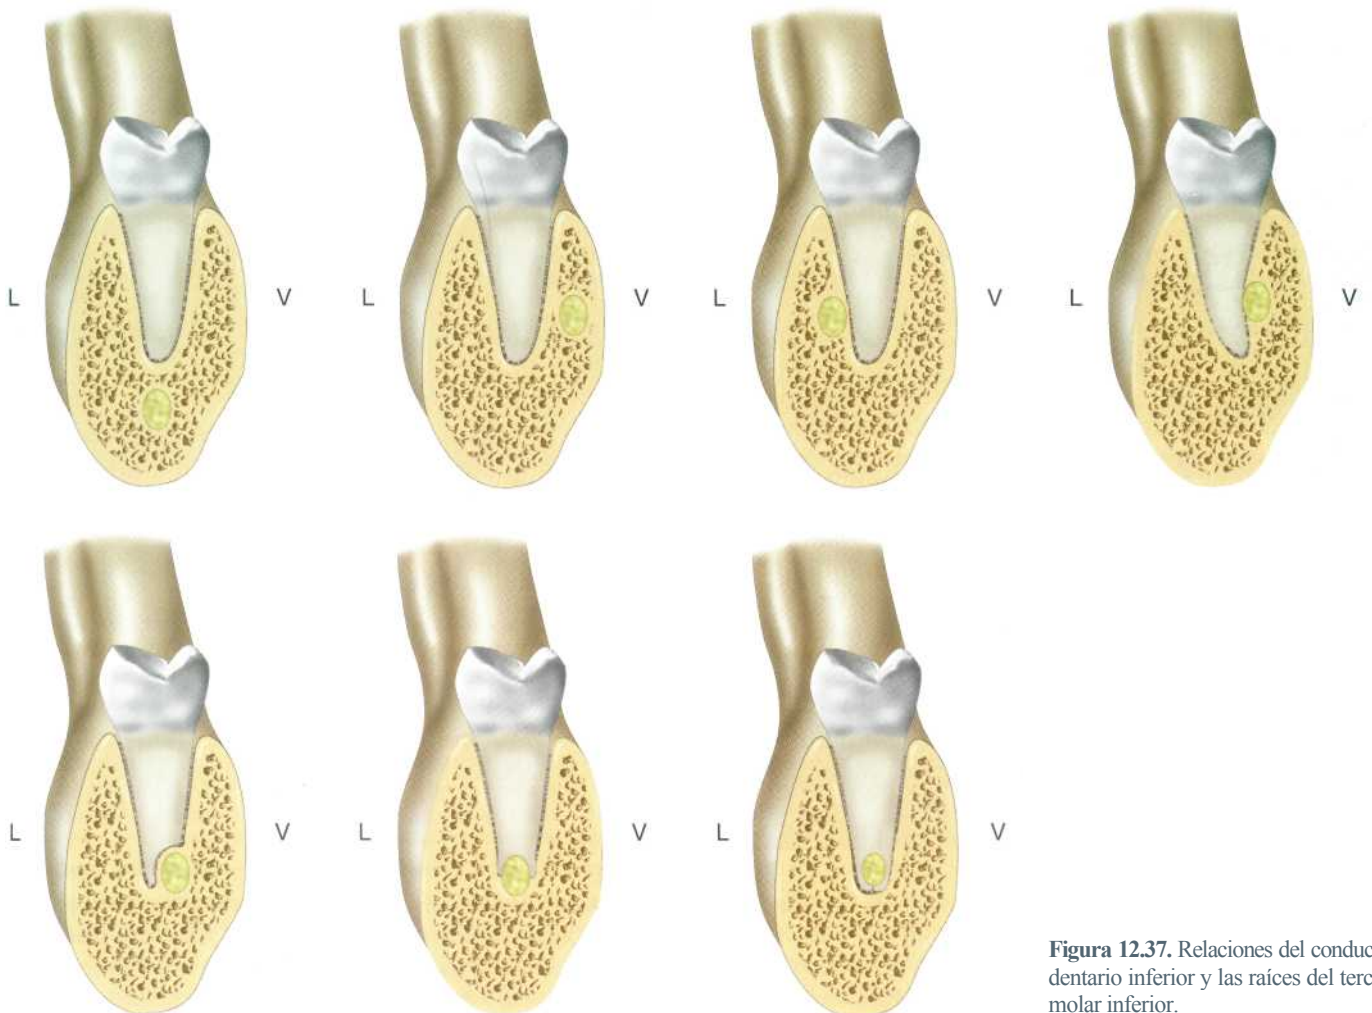 L V L V L V L V
L V L V L V
Figura 12.37. Relaciones del conduc
dentario inferior y las raíces del terc
molar inferior.